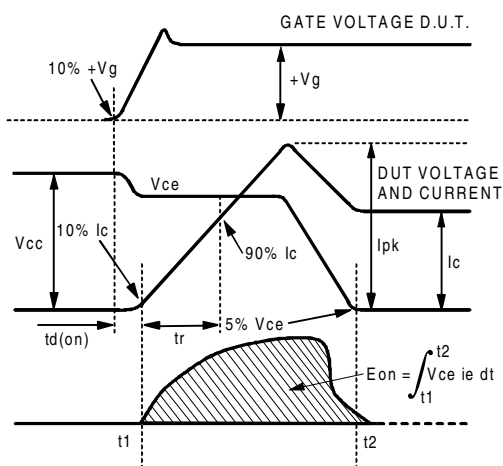 GATE VOLTAGE D.U.T.
10% +Vg
+Vg
DUT VOLTAGE
AND CURRENT
Vce
Vcc
10% Ic
90% Ic
Ipk
Ic
td(on)
tr
5% Vce
Eon = ∫ Vce ie dt
t2
t1
t1
t2